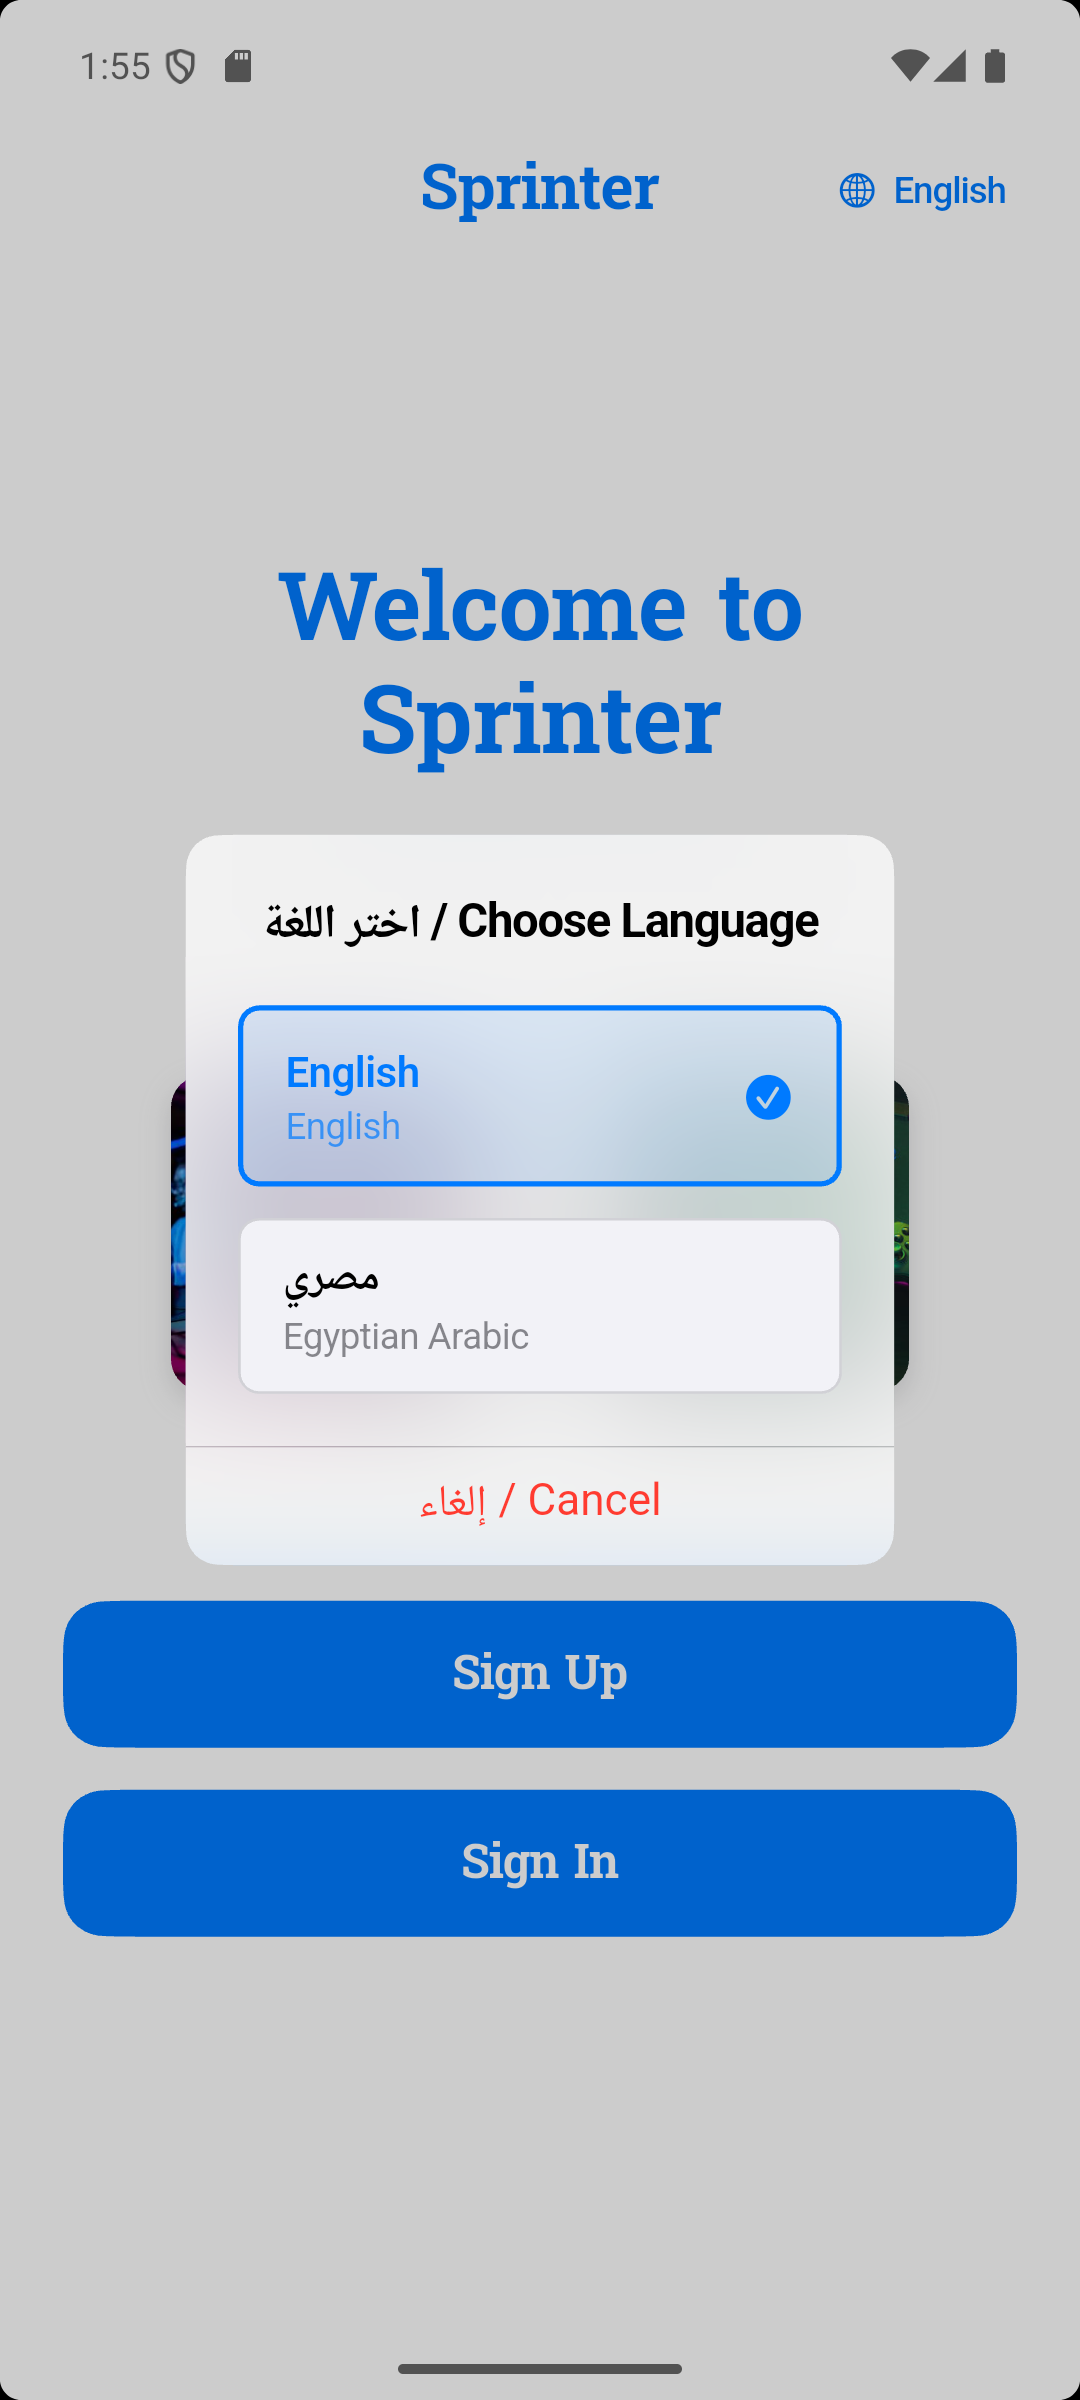 1:55
Sprinter
English
Welcome to
Sprinter
اختر اللغة / Choose Language
English
English
مصري
Egyptian Arabic
إلغاء / Cancel
Sign Up
Sign In